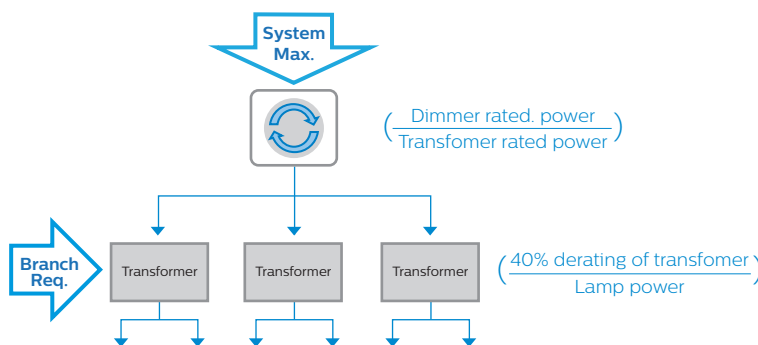 System
Max.
(Dimmer rated. power
Transfomer rated power)
Branch
Req.
Transformer
Transformer
Transformer
(40% derating of transfomer
Lamp power)